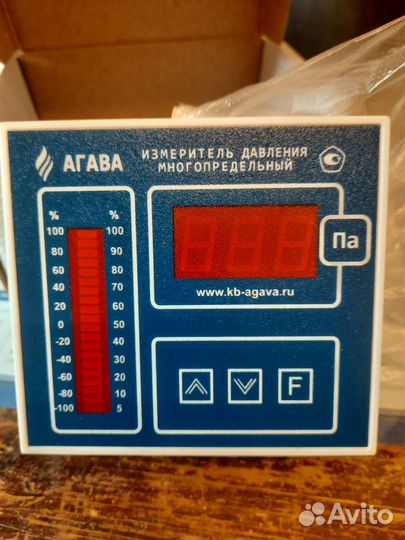 АГАВА
ИЗМЕРИТЕЛЬ ДАВЛЕНИЯ
МНОГОПРЕДЕЛЬНЫЙ
% %
100 100
80 90
60 80
40 70
20 60
0 50
-20 40
-40 30
-60 20
-80 10
-100 5
Па
www.kb-agava.ru
F
Avito